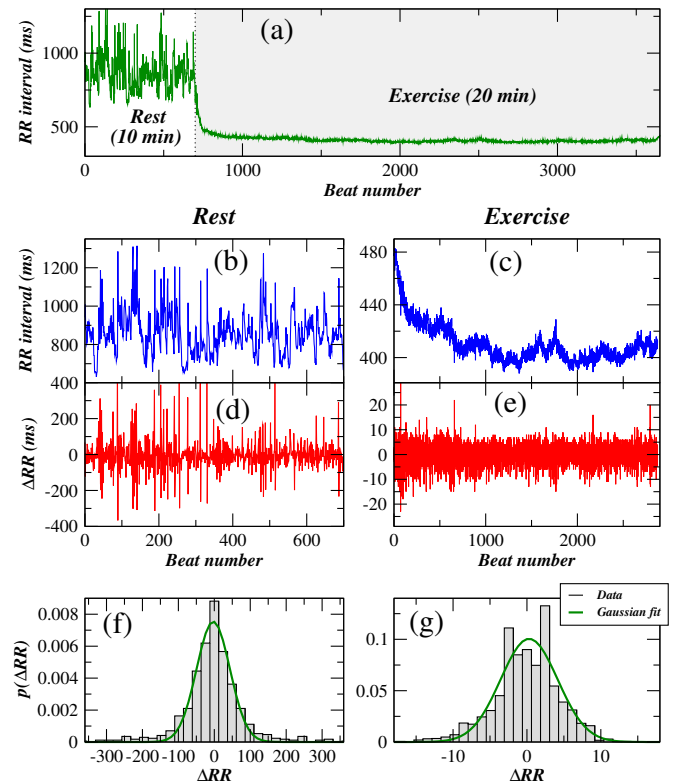 (a)
1000
500
RR interval (ms)
Rest
(10 min)
Exercise (20 min)
0 1000 2000 3000
Beat number
Rest Exercise
(b)
1200
1000
800
RR interval (ms)
(c)
480
440
400
(d)
400
200
0
-200
-400
ΔRR (ms)
0 200 400 600
Beat number
(e)
20
10
0
-10
-20
0 1000 2000
Beat number
(f)
0.008
0.006
0.004
0.002
0
p(ΔRR)
-300 -200 -100 0 100 200 300
ΔRR
(g)
Data
Gaussian fit
0.1
0.05
0
-10 0 10
ΔRR